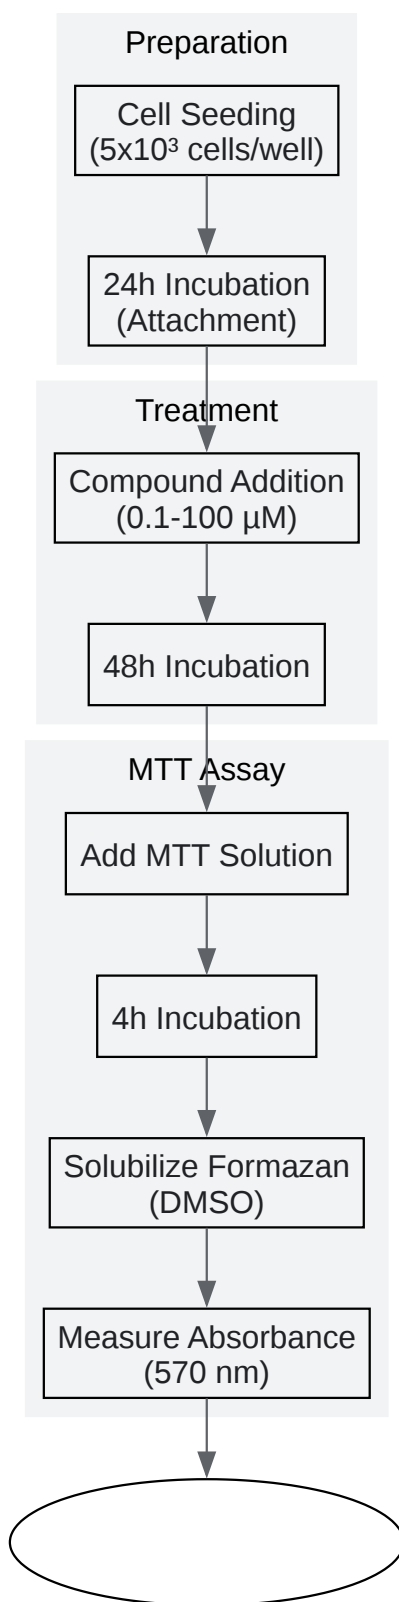 Preparation
Cell Seeding
(5x10³ cells/well)
24h Incubation
(Attachment)
Treatment
Compound Addition
(0.1-100 µM)
48h Incubation
MTT Assay
Add MTT Solution
4h Incubation
Solubilize Formazan
(DMSO)
Measure Absorbance
(570 nm)